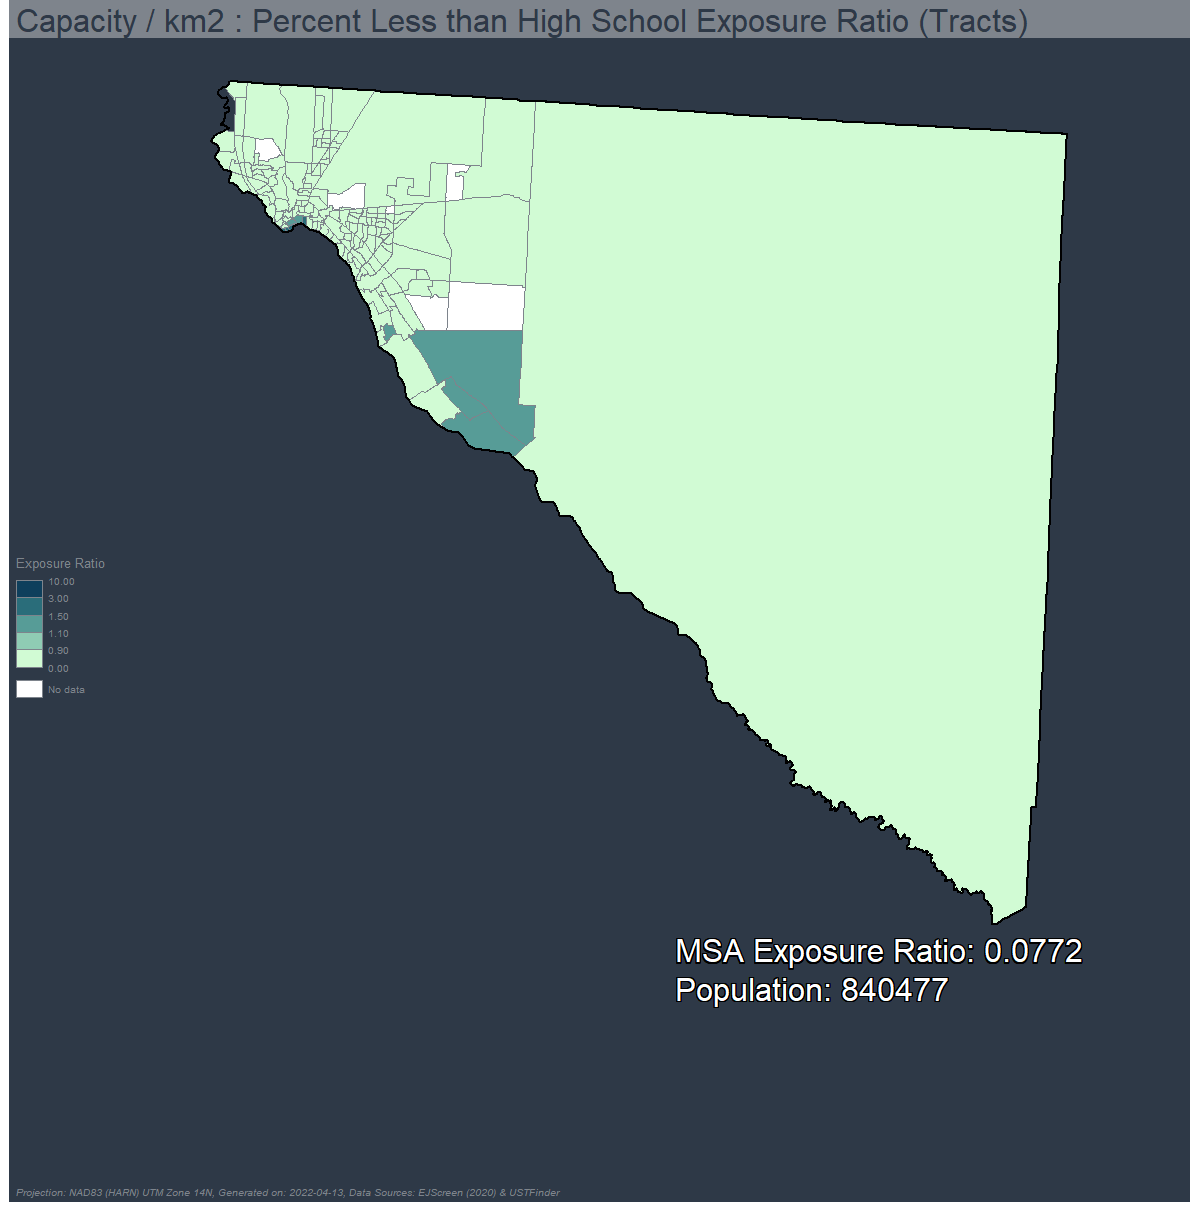 Capacity / km2 : Percent Less than High School Exposure Ratio (Tracts)
Exposure Ratio
10.00
3.00
1.50
1.10
0.90
0.00
No data
MSA Exposure Ratio: 0.0772
Population: 840477
Projection: NAD83 (HARN) UTM Zone 14N, Generated on: 2022-04-13, Data Sources: EJScreen (2020) & USTFinder